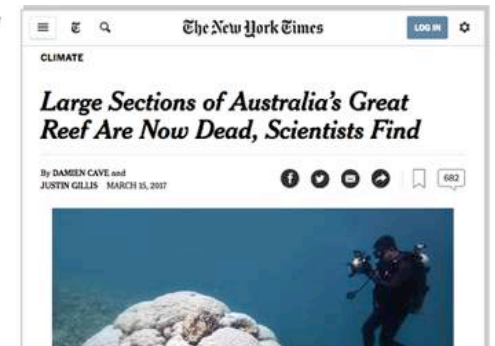 The New York Times
LOG IN
CLIMATE
Large Sections of Australia's Great
Reef Are Now Dead, Scientists Find
By DAMIEN CAVE and
JUSTIN GILLIS MARCH 15, 2017
682